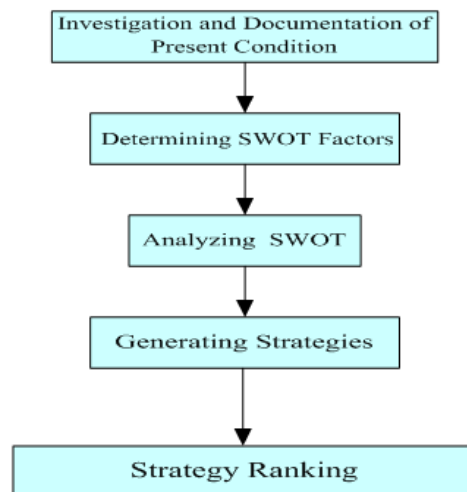 Investigation and Documentation of
Present Condition
Determining SWOT Factors
Analyzing SWOT
Generating Strategies
Strategy Ranking